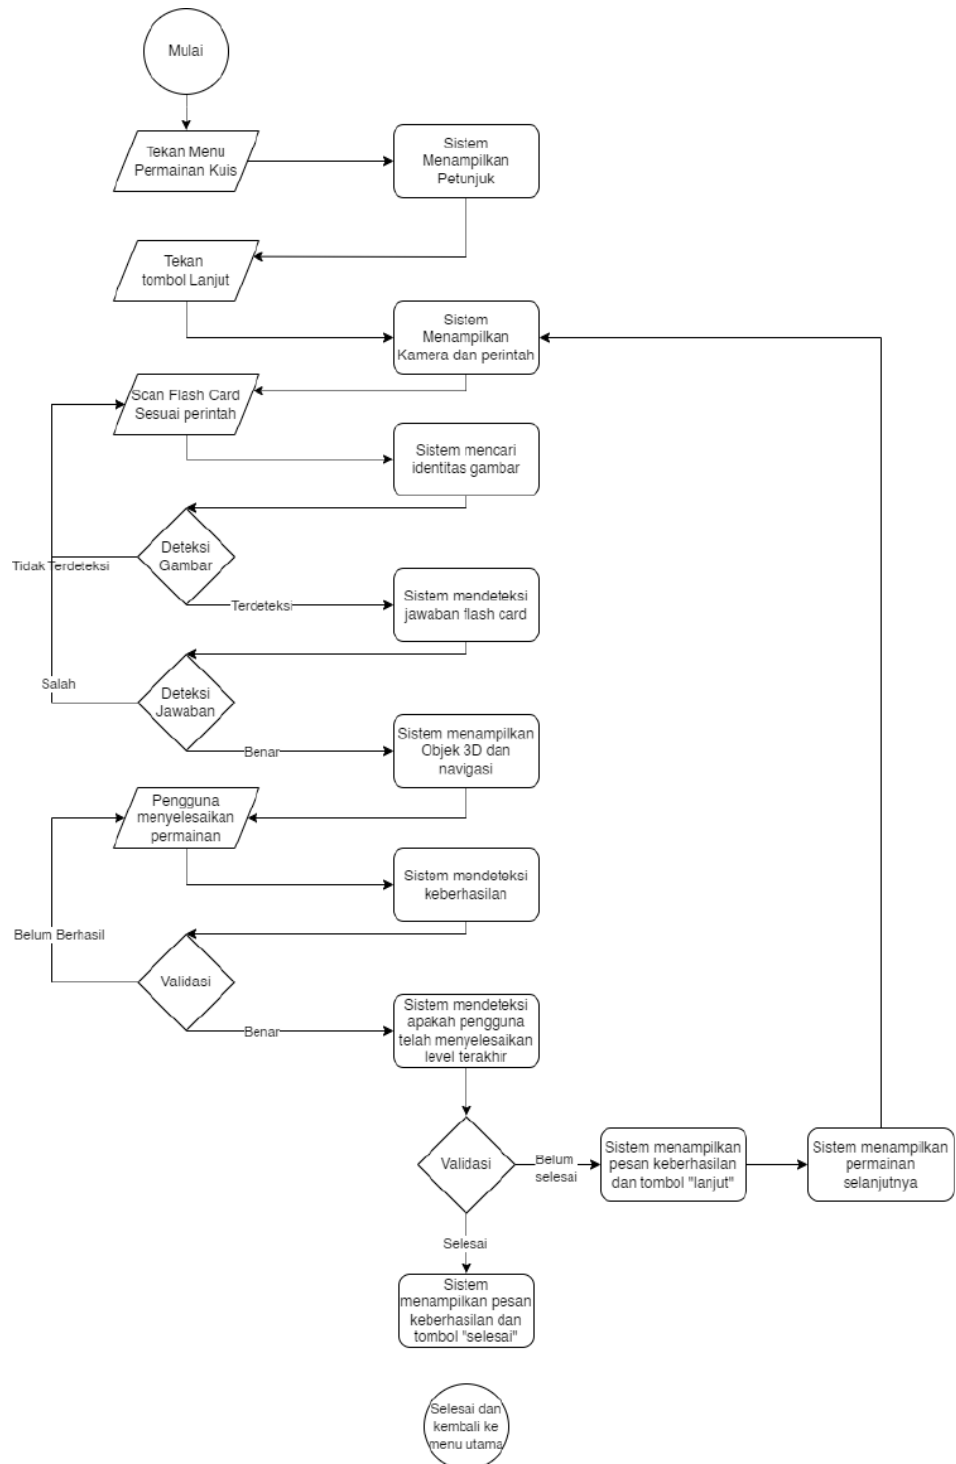 Mulai
Tekan Menu
Permainan Kuis
Sistem
Menampilkan
Petunjuk
Tekan
tombol Lanjut
Sistem
Menampilkan
Kamera dan perintah
Scan Flash Card
Sesuai perintah
Sistem mencari
identitas gambar
Deteksi
Gambar
Tidak Terdeteksi
Terdeteksi
Sistem mendeteksi
jawaban flash card
Deteksi
Jawaban
Salah
Benar
Sistem menampilkan
Objek 3D dan
navigasi
Pengguna
menyelesaikan
permainan
Sistem mendeteksi
keberhasilan
Belum Berhasil
Validasi
Benar
Sistem mendeteksi
apakah pengguna
telah menyelesaikan
level terakhir
Validasi
Belum
selesai
Sistem menampilkan
pesan keberhasilan
dan tombol "lanjut"
Sistem menampilkan
permainan
selanjutnya
Selesai
Sistem
menampilkan pesan
keberhasilan dan
tombol "selesai"
Selesai dan
kembali ke
menu utama